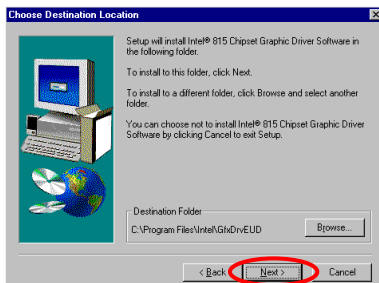 Choose Destination Location
Setup will install Intel® 815 Chipset Graphic Driver Software in
the following folder.
To install to this folder, click Next.
To install to a different folder, click Browse and select another
folder.
You can choose not to install Intel® 815 Chipset Graphic Driver
Software by clicking Cancel to exit Setup.
Destination Folder
C:\Program Files\Intel\GfxDrvEUD
Browse...
< Back
Next >
Cancel